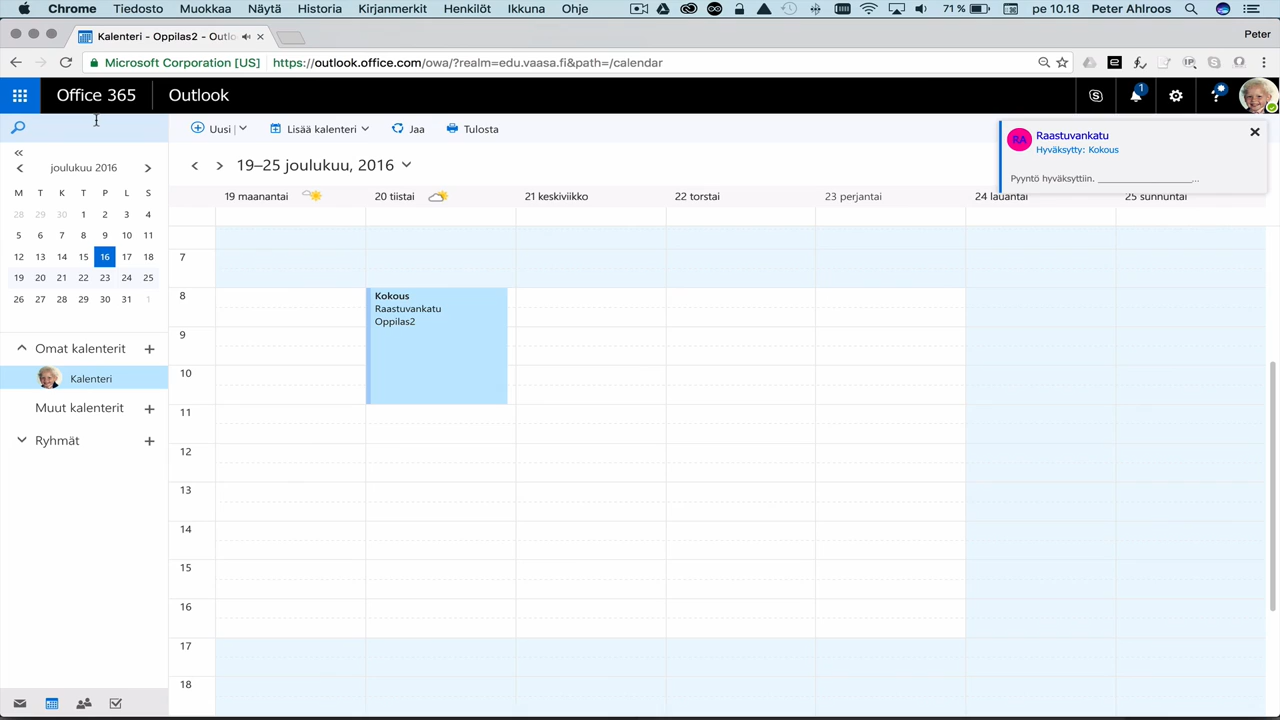 Chrome Tiedosto Muokkaa Näytä Historia Kirjanmerkit Henkilöt Ikkuna Ohje 71 % pe 10.18 Peter Ahlroos
Kalenteri - Oppilas2 - Outlo Peter
Microsoft Corporation [US] https://outlook.office.com/owa/?realm=edu.vaasa.fi&path=/calendar
Office 365 Outlook 1 ?
Uusi Lisää kalenteri Jaa Tulosta
RA Raastuvankatu
Hyväksytty: Kokous
Pyyntö hyväksyttiin. ____________________...
joulukuu 2016
19–25 joulukuu, 2016
M T K T P L S
28 29 30 1 2 3 4
5 6 7 8 9 10 11
12 13 14 15 16 17 18
19 20 21 22 23 24 25
26 27 28 29 30 31 1
Omat kalenterit
Kalenteri
Muut kalenterit
Ryhmät
19 maanantai 20 tiistai 21 keskiviikko 22 torstai 23 perjantai 24 lauantai 25 sunnuntai
7
8
Kokous
Raastuvankatu
Oppilas2
9
10
11
12
13
14
15
16
17
18